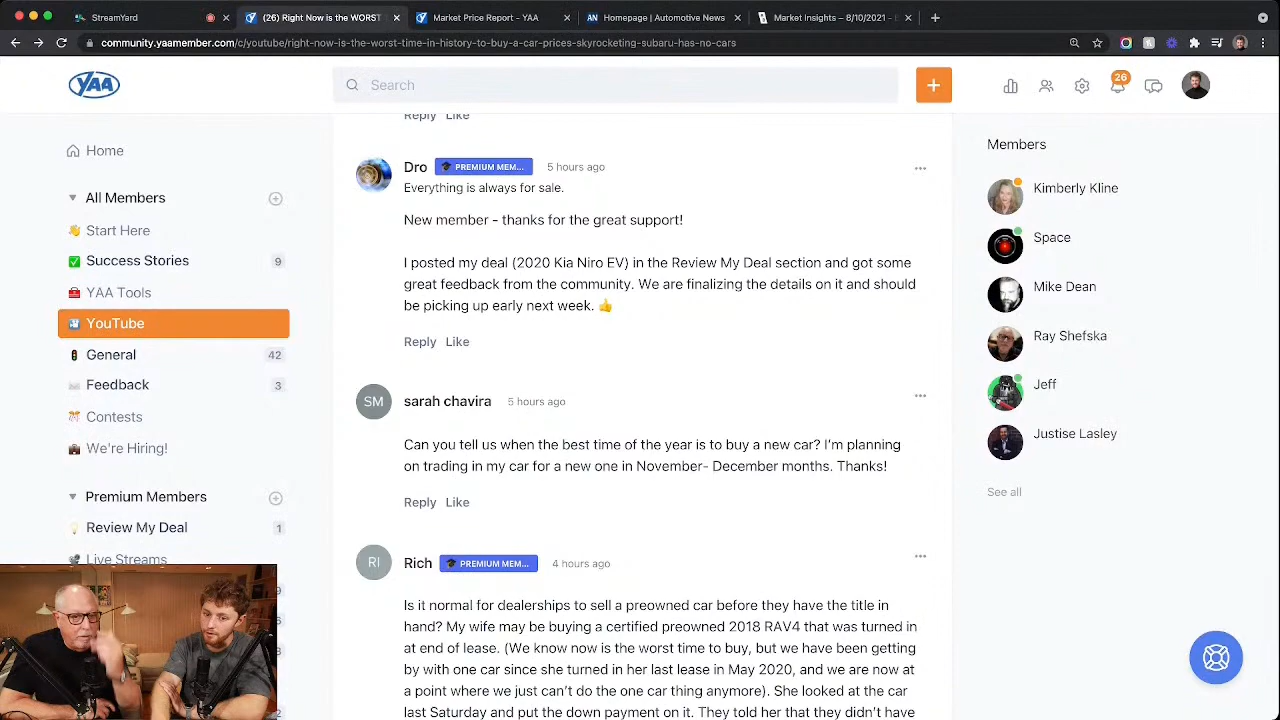 StreamYard
(26) Right Now is the WORST
Market Price Report - YAA
Homepage | Automotive News
Market Insights - 8/10/2021 -
community.yaamember.com/c/youtube/right-now-is-the-worst-time-in-history-to-buy-a-car-prices-skyrocketing-subaru-has-no-cars
YAA
Search
26
Home
All Members
Start Here
Success Stories 9
YAA Tools
YouTube
General 42
Feedback 3
Contests
We're Hiring!
Premium Members
Review My Deal 1
Live Streams
Reply Like
Dro PREMIUM MEM... 5 hours ago
Everything is always for sale.
New member - thanks for the great support!
I posted my deal (2020 Kia Niro EV) in the Review My Deal section and got some
great feedback from the community. We are finalizing the details on it and should
be picking up early next week. 👍
Reply Like
SM
sarah chavira 5 hours ago
Can you tell us when the best time of the year is to buy a new car? I'm planning
on trading in my car for a new one in November- December months. Thanks!
Reply Like
RI
Rich PREMIUM MEM... 4 hours ago
Is it normal for dealerships to sell a preowned car before they have the title in
hand? My wife may be buying a certified preowned 2018 RAV4 that was turned in
at end of lease. (We know now is the worst time to buy, but we have been getting
by with one car since she turned in her last lease in May 2020, and we are now at
a point where we just can't do the one car thing anymore). She looked at the car
last Saturday and put the down payment on it. They told her that they didn't have
Members
Kimberly Kline
Space
Mike Dean
Ray Shefska
Jeff
Justise Lasley
See all